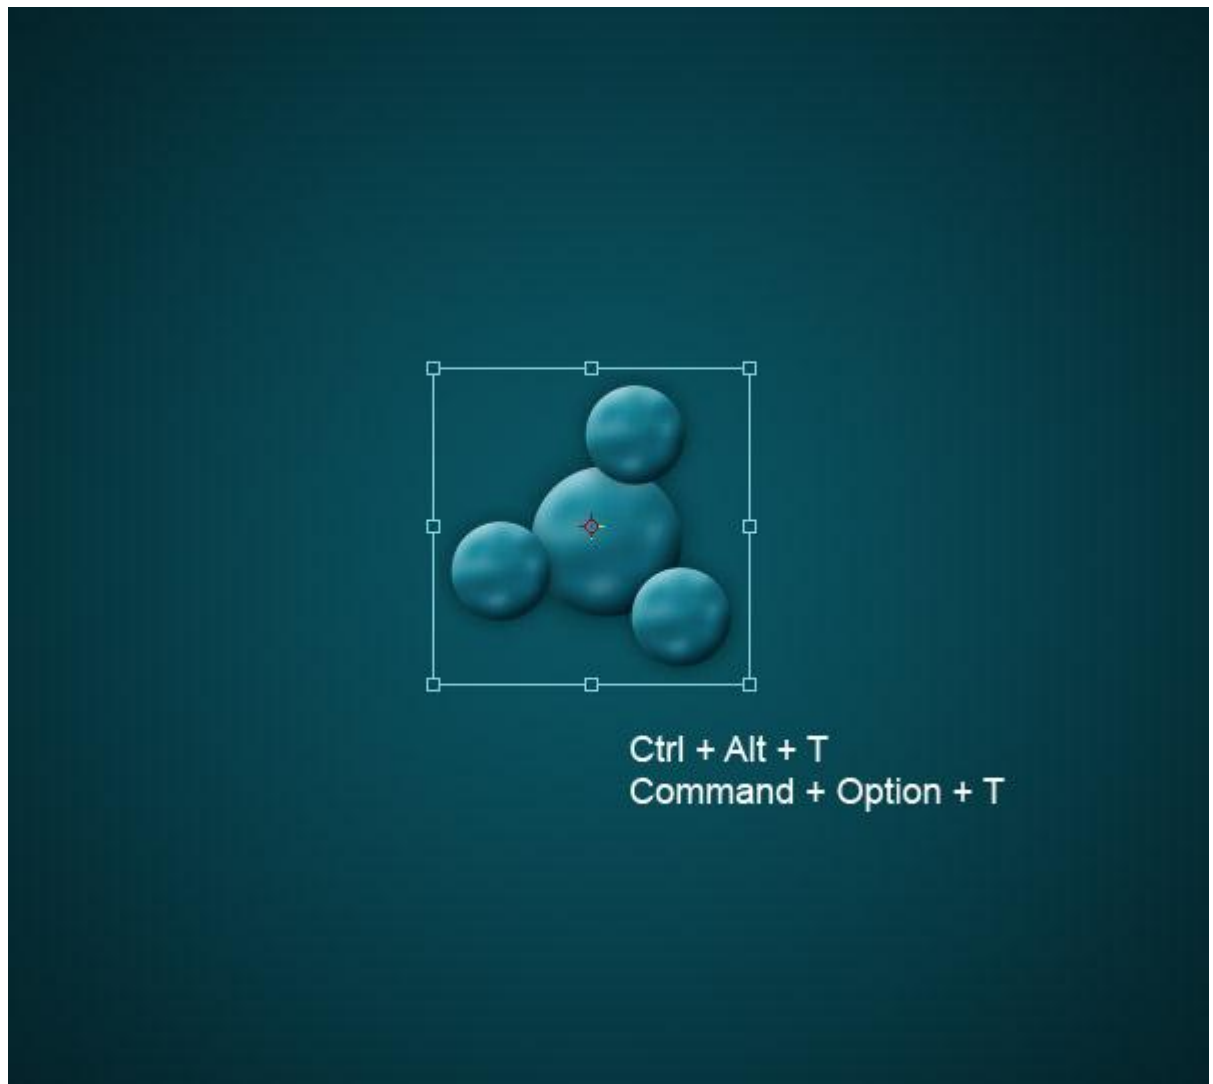 Ctrl + Alt + T
Command + Option + T